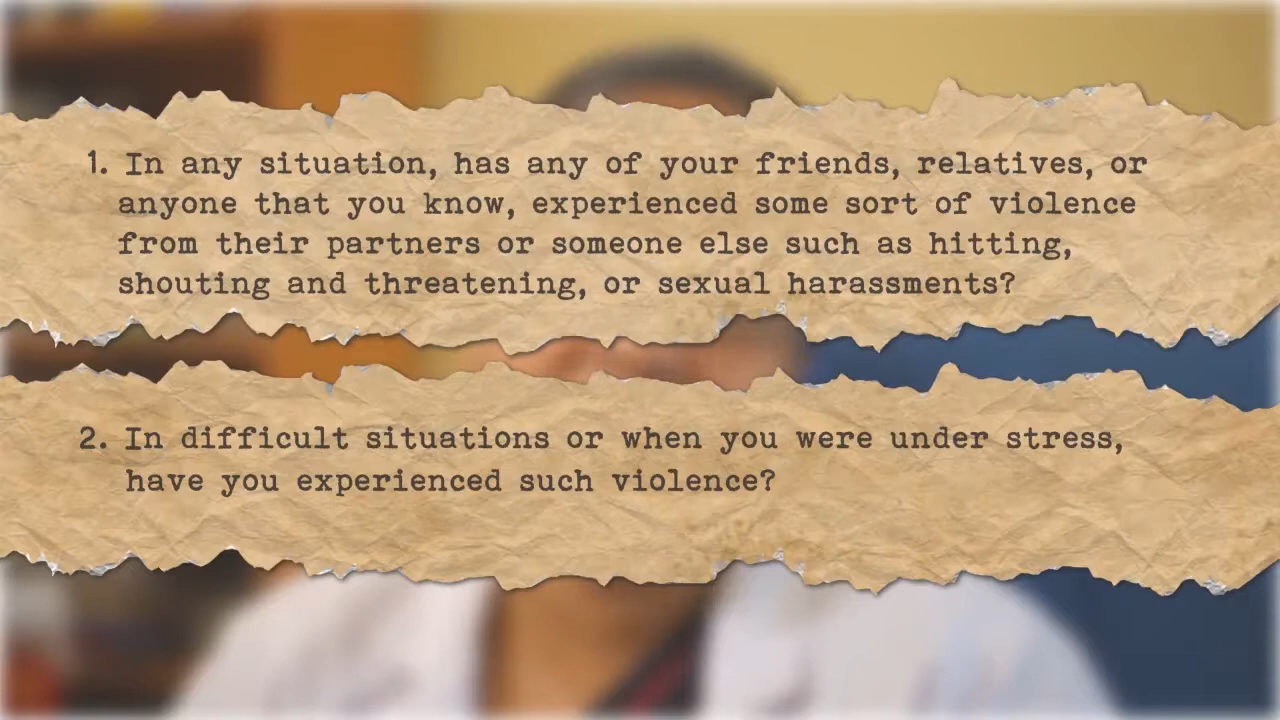 1. In any situation, has any of your friends, relatives, or
anyone that you know, experienced some sort of violence
from their partners or someone else such as hitting,
shouting and threatening, or sexual harassments?
2. In difficult situations or when you were under stress,
have you experienced such violence?